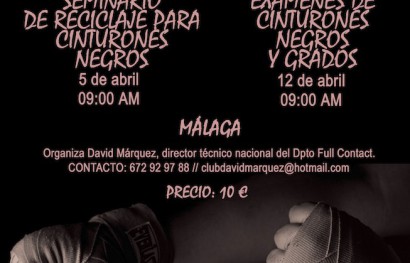 SEMINARIO
DE RECICLAJE PARA
CINTURONES
NEGROS
5 de abril
09:00 AM
EXAMENES DE
CINTURONES
NEGROS
Y GRADOS
12 de abril
09:00 AM
MÁLAGA
Organiza David Márquez, director técnico nacional del Dpto Full Contact.
CONTACTO: 672 92 97 88 // clubdavidmarquez@hotmail.com
PRECIO: 10 €